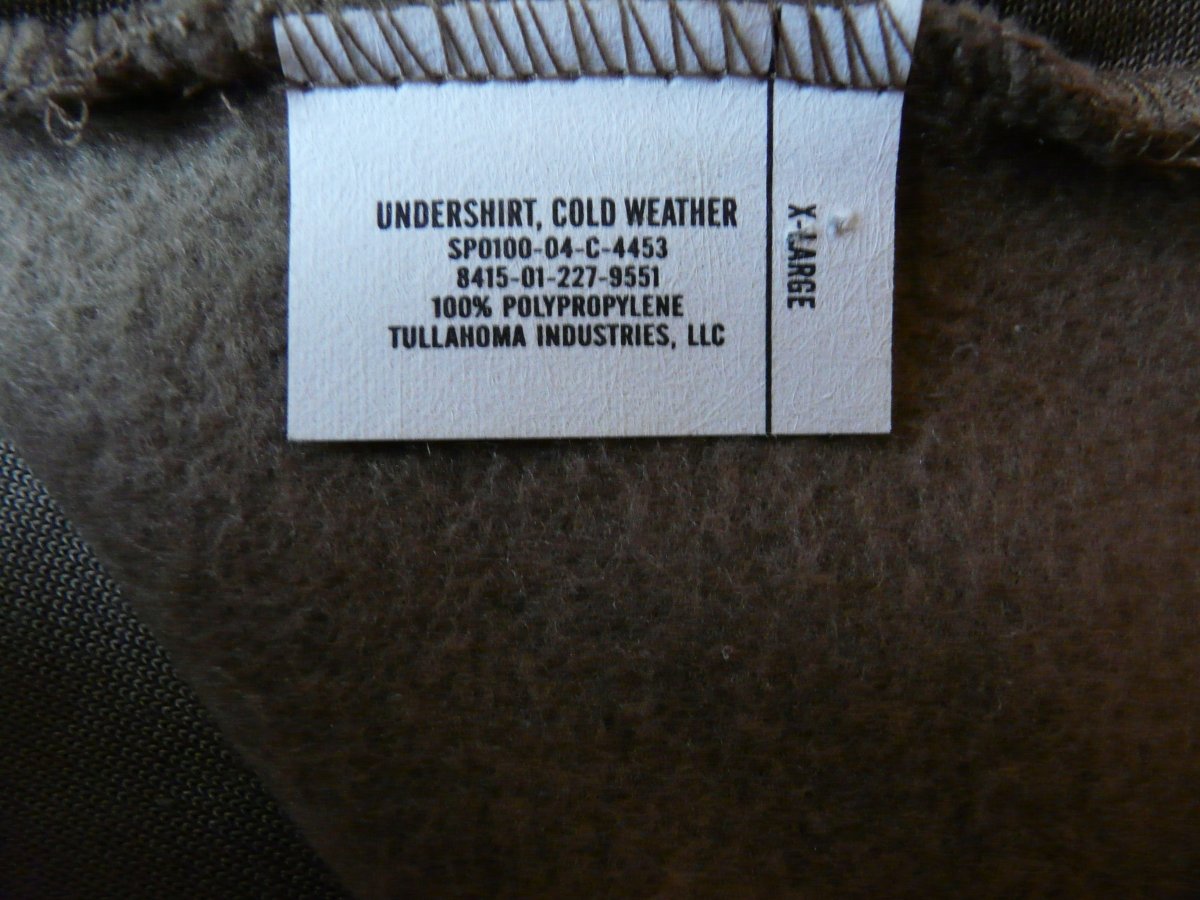 UNDERSHIRT, COLD WEATHER
SP0100-04-C-4453
8415-01-227-9551
100% POLYPROPYLENE
TULLAHOMA INDUSTRIES, LLC
X-LARGE